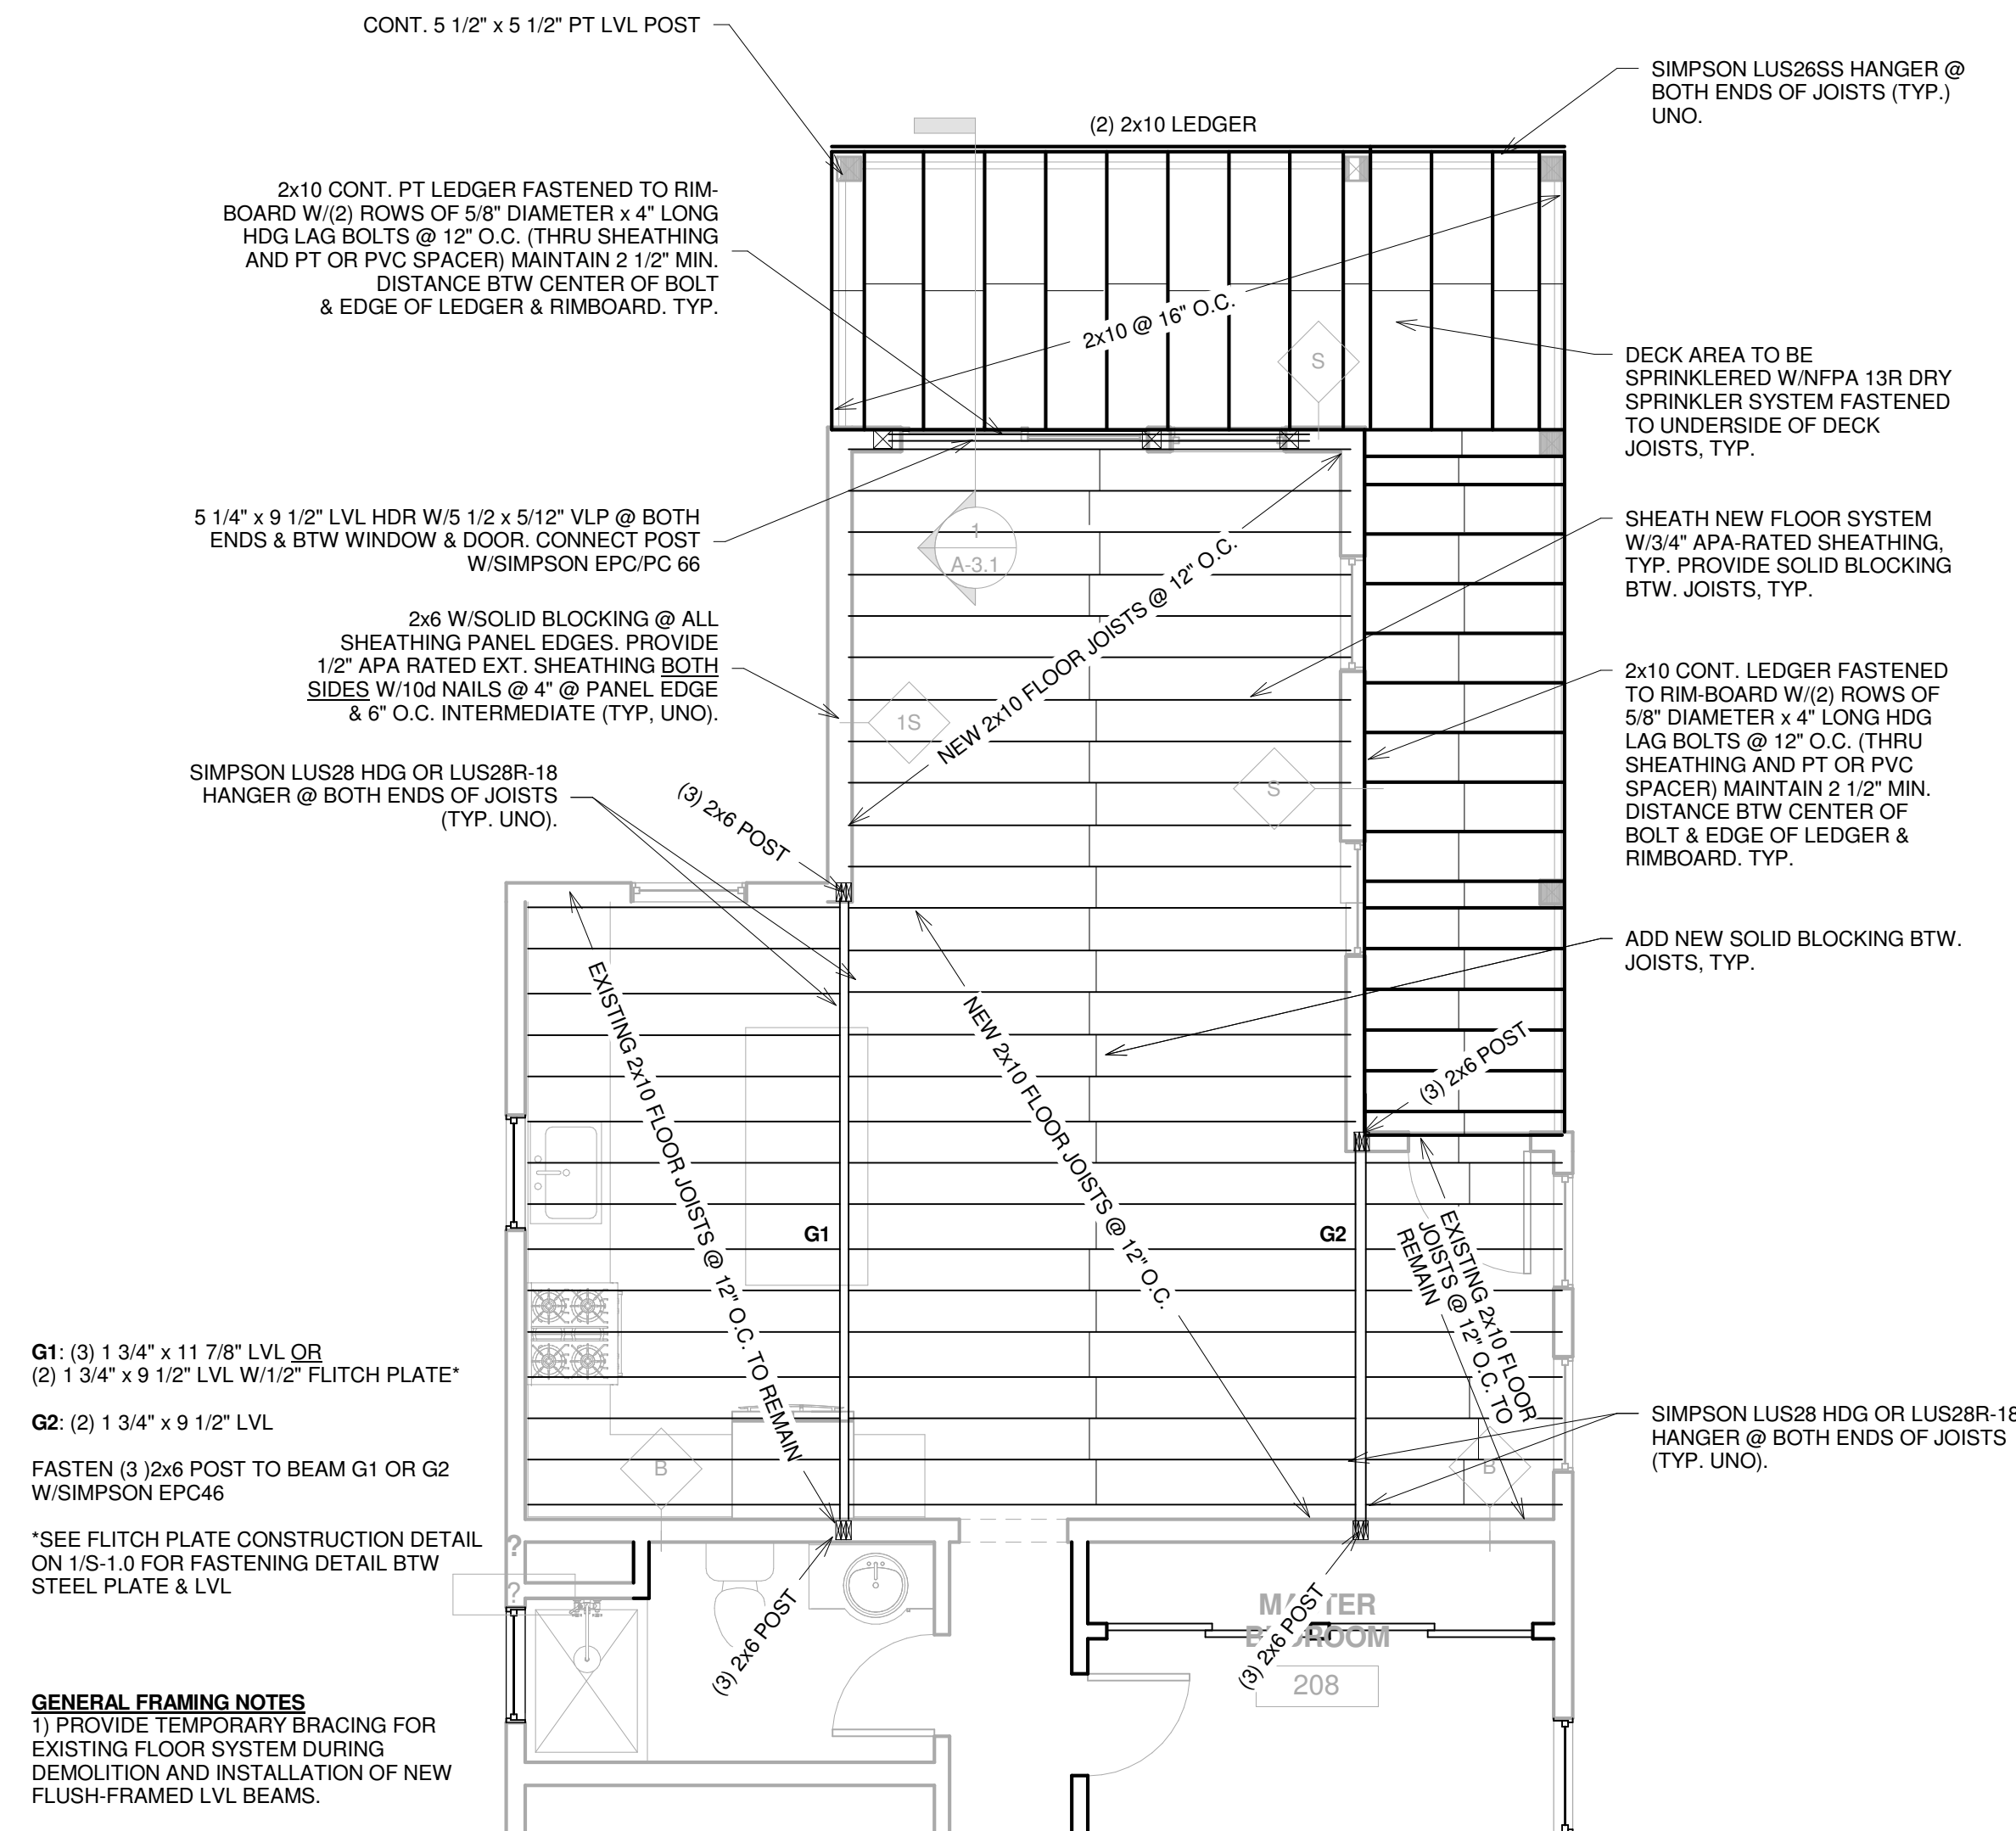 CONT. 5 1/2" x 5 1/2" PT LVL POST
SIMPSON LUS26SS HANGER @
BOTH ENDS OF JOISTS (TYP.)
UNO.
(2) 2x10 LEDGER
2x10 CONT. PT LEDGER FASTENED TO RIM-
BOARD W/(2) ROWS OF 5/8" DIAMETER x 4" LONG
HDG LAG BOLTS @ 12" O.C. (THRU SHEATHING
AND PT OR PVC SPACER) MAINTAIN 2 1/2" MIN.
DISTANCE BTW CENTER OF BOLT
& EDGE OF LEDGER & RIMBOARD. TYP.
2x10 @ 16" O.C.
S
DECK AREA TO BE
SPRINKLERED W/NFPA 13R DRY
SPRINKLER SYSTEM FASTENED
TO UNDERSIDE OF DECK
JOISTS, TYP.
5 1/4" x 9 1/2" LVL HDR W/5 1/2 x 5/12" VLP @ BOTH
ENDS & BTW WINDOW & DOOR. CONNECT POST
W/SIMPSON EPC/PC 66
1
A-3.1
SHEATH NEW FLOOR SYSTEM
W/3/4" APA-RATED SHEATHING,
TYP. PROVIDE SOLID BLOCKING
BTW. JOISTS, TYP.
2x6 W/SOLID BLOCKING @ ALL
SHEATHING PANEL EDGES. PROVIDE
1/2" APA RATED EXT. SHEATHING BOTH
SIDES W/10d NAILS @ 4" @ PANEL EDGE
& 6" O.C. INTERMEDIATE (TYP, UNO).
1S
NEW 2x10 FLOOR JOISTS @ 12" O.C.
S
2x10 CONT. LEDGER FASTENED
TO RIM-BOARD W/(2) ROWS OF
5/8" DIAMETER x 4" LONG HDG
LAG BOLTS @ 12" O.C. (THRU
SHEATHING AND PT OR PVC
SPACER) MAINTAIN 2 1/2" MIN.
DISTANCE BTW CENTER OF
BOLT & EDGE OF LEDGER &
RIMBOARD. TYP.
SIMPSON LUS28 HDG OR LUS28R-18
HANGER @ BOTH ENDS OF JOISTS
(TYP. UNO).
(3) 2x6 POST
ADD NEW SOLID BLOCKING BTW.
JOISTS, TYP.
EXISTING 2x10 FLOOR JOISTS @ 12" O.C. TO REMAIN
NEW 2x10 FLOOR JOISTS @ 12" O.C.
(3) 2x6 POST
G1
G2
EXISTING 2x10 FLOOR
JOISTS @ 12" O.C. TO
REMAIN
G1: (3) 1 3/4" x 11 7/8" LVL OR
(2) 1 3/4" x 9 1/2" LVL W/1/2" FLITCH PLATE*
G2: (2) 1 3/4" x 9 1/2" LVL
FASTEN (3 )2x6 POST TO BEAM G1 OR G2
W/SIMPSON EPC46
*SEE FLITCH PLATE CONSTRUCTION DETAIL
ON 1/S-1.0 FOR FASTENING DETAIL BTW
STEEL PLATE & LVL
B
B
SIMPSON LUS28 HDG OR LUS28R-18
HANGER @ BOTH ENDS OF JOISTS
(TYP. UNO).
?
?
(3) 2x6 POST
(3) 2x6 POST
MASTER
BEDROOM
208
GENERAL FRAMING NOTES
1) PROVIDE TEMPORARY BRACING FOR
EXISTING FLOOR SYSTEM DURING
DEMOLITION AND INSTALLATION OF NEW
FLUSH-FRAMED LVL BEAMS.